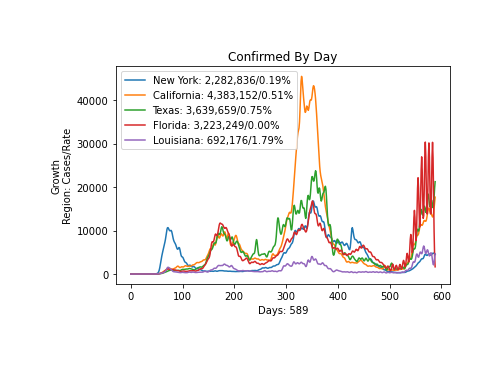 Confirmed By Day
New York: 2,282,836/0.19%
California: 4,383,152/0.51%
Texas: 3,639,659/0.75%
Florida: 3,223,249/0.00%
Louisiana: 692,176/1.79%
Growth
Region: Cases/Rate
40000
30000
20000
10000
0
0 100 200 300 400 500 600
Days: 589